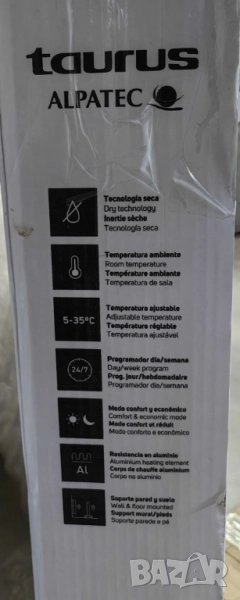 taurus
ALPATEC
Tecnología seca
Dry technology
Inertie sèche
Tecnologia seca
Temperatura ambiente
Room temperature
Température ambiente
Temperatura de sala
5-35ºC
Temperatura ajustable
Adjustable temperature
Température réglable
Temperatura ajustável
24/7
Programador día/semana
Day/week program
Prog. jour/hebdomadaire
Programador dia/semana
Modo confort y económico
Comfort & economic mode
Mode confort et réduit
Modo conforto e económico
Al
Resistencia en aluminio
Aluminium heating element
Corps de chauffe aluminium
Corpo no aluminio
Soporte pared y suelo
Wall & floor mounted
Support mural/pieds
Suporte parede e pé
bazar.bg